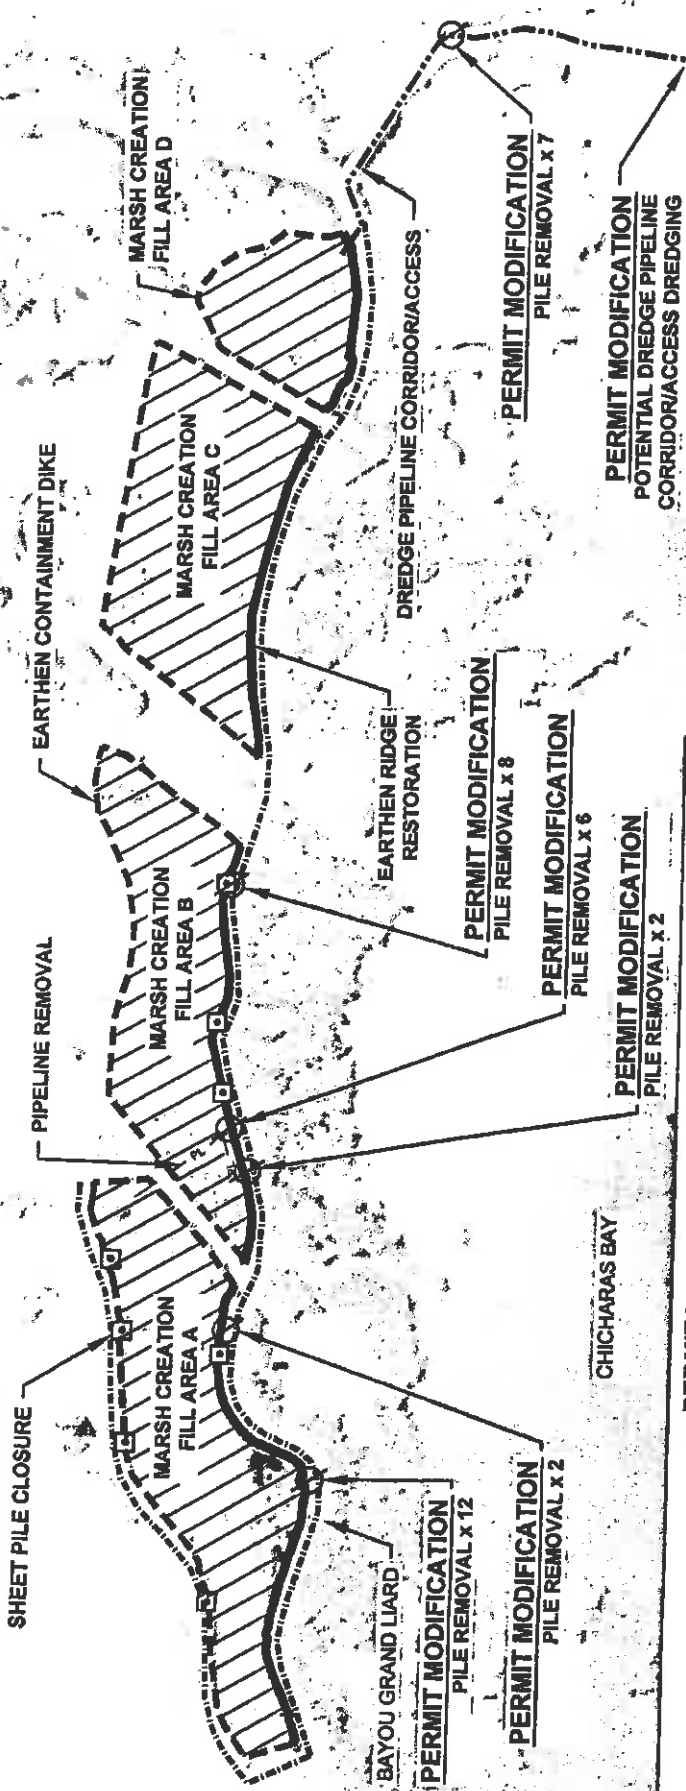 SHEET PILE CLOSURE
PIPELINE REMOVAL
EARTHEN CONTAINMENT DIKE
MARSH CREATION
FILL AREA D
MARSH CREATION
FILL AREA A
MARSH CREATION
FILL AREA B
MARSH CREATION
FILL AREA C
BAYOU GRAND LIARD
PERMIT MODIFICATION
PILE REMOVAL x 12
PERMIT MODIFICATION
PILE REMOVAL x 2
CHICHARAS BAY
PERMIT MODIFICATION
PILE REMOVAL x 2
PERMIT MODIFICATION
PILE REMOVAL x 6
PERMIT MODIFICATION
PILE REMOVAL x 8
EARTHEN RIDGE
RESTORATION
DREDGE PIPELINE CORRIDOR/ACCESS
PERMIT MODIFICATION
PILE REMOVAL x 7
PERMIT MODIFICATION
POTENTIAL DREDGE PIPELINE
CORRIDOR/ACCESS DREDGING